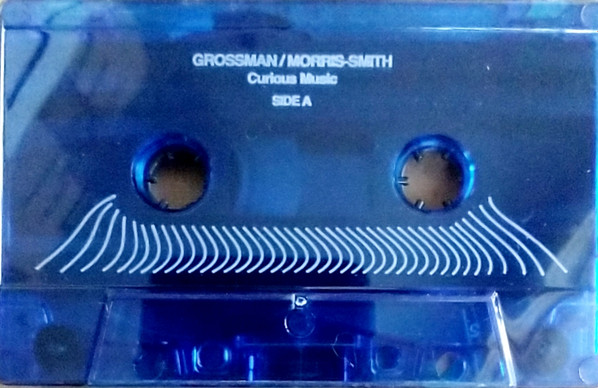 GROSSMAN / MORRIS-SMITH
Curious Music
SIDE A